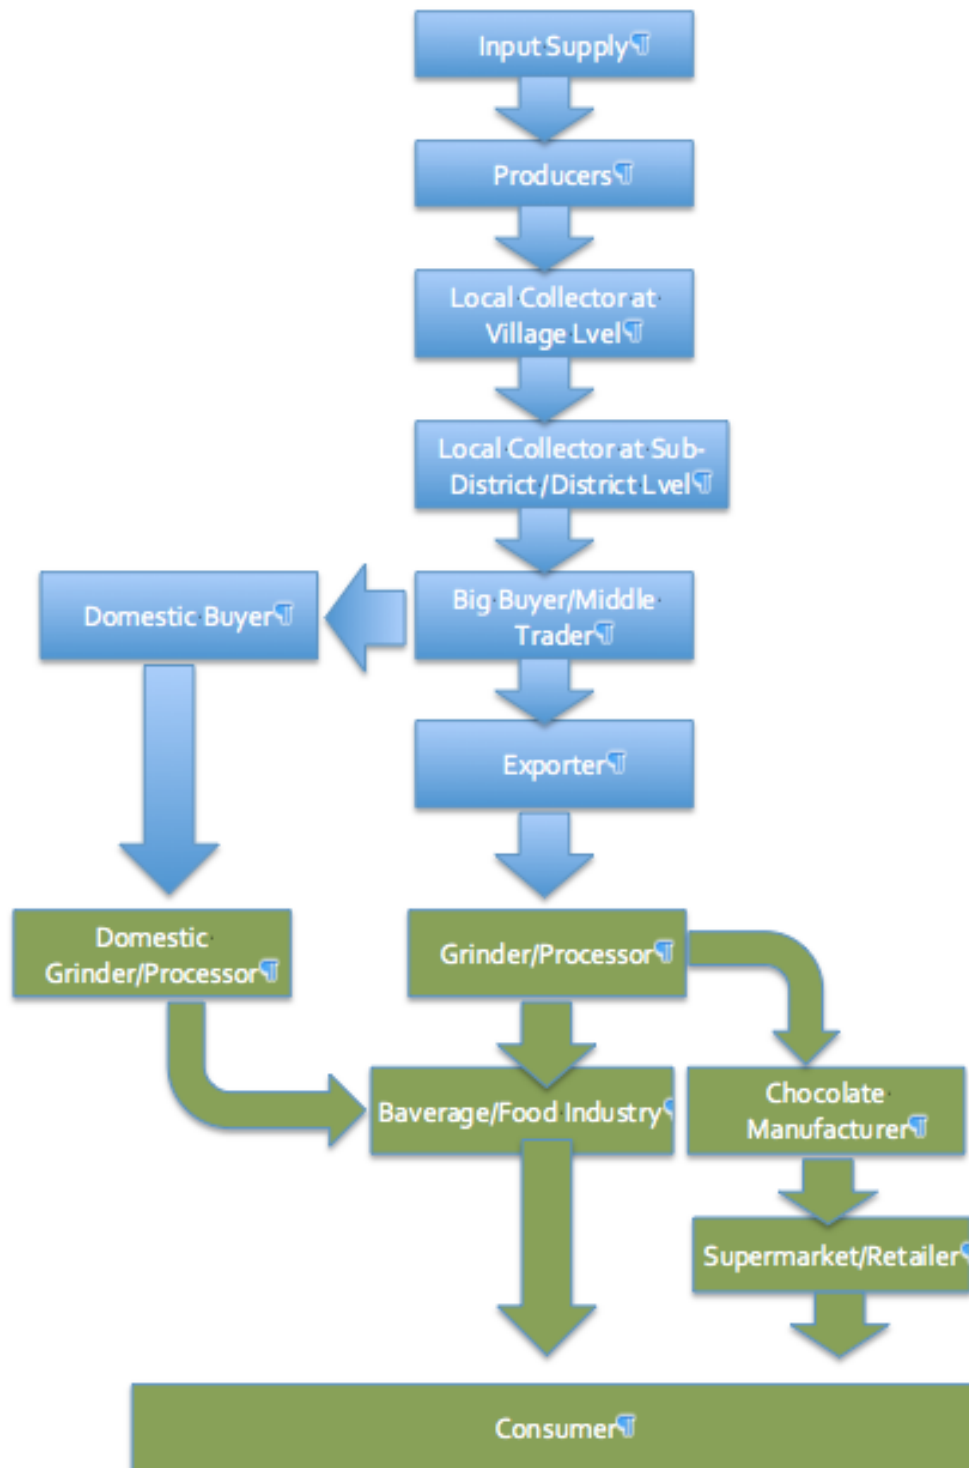 Input Supply¶
Producers¶
Local Collector at
Village Lvel¶
Local Collector at Sub-
District/District Lvel¶
Domestic Buyer¶
Big Buyer/Middle
Trader¶
Exporter¶
Domestic
Grinder/Processor¶
Grinder/Processor¶
Baverage/Food Industry¶
Chocolate
Manufacturer¶
Supermarket/Retailer¶
Consumer¶